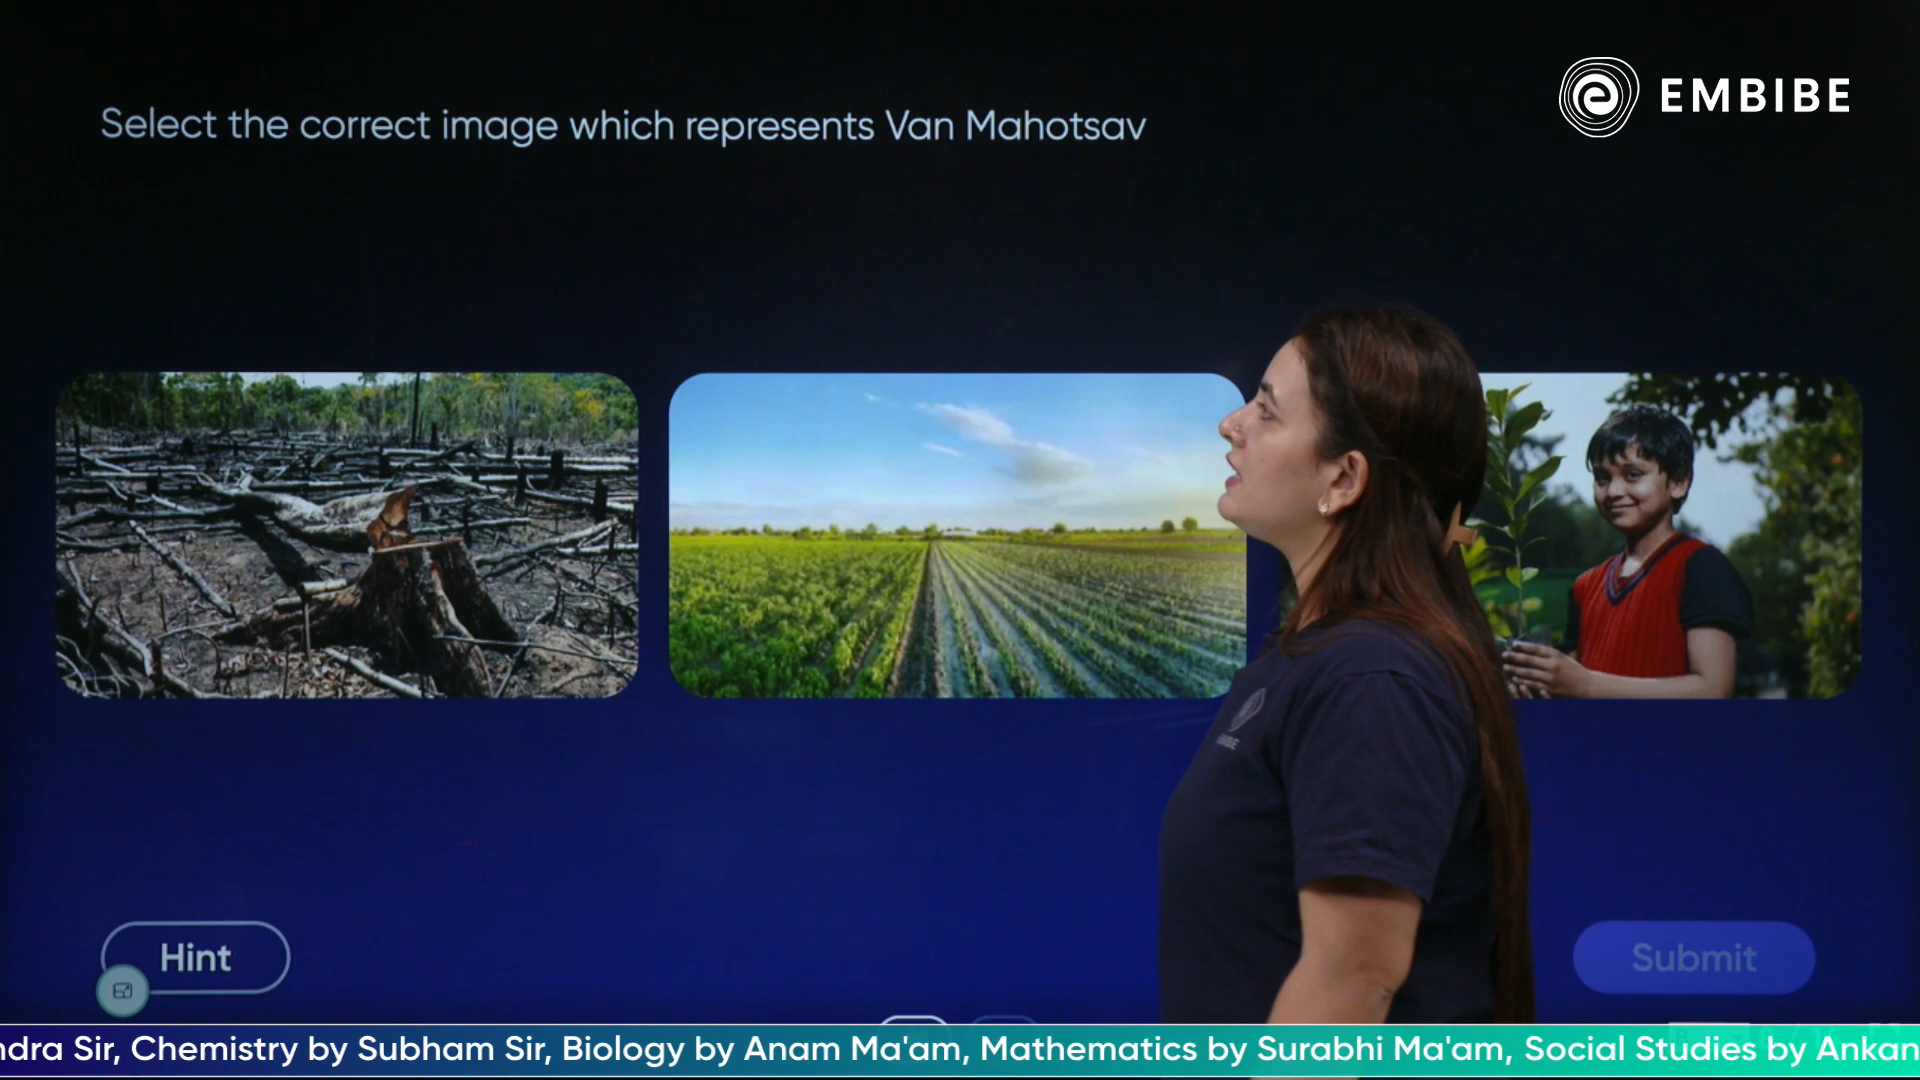 EMBIBE
Select the correct image which represents Van Mahotsav
EMBIBE
Hint
Submit
ndra Sir, Chemistry by Subham Sir, Biology by Anam Ma'am, Mathematics by Surabhi Ma'am, Social Studies by Ankan